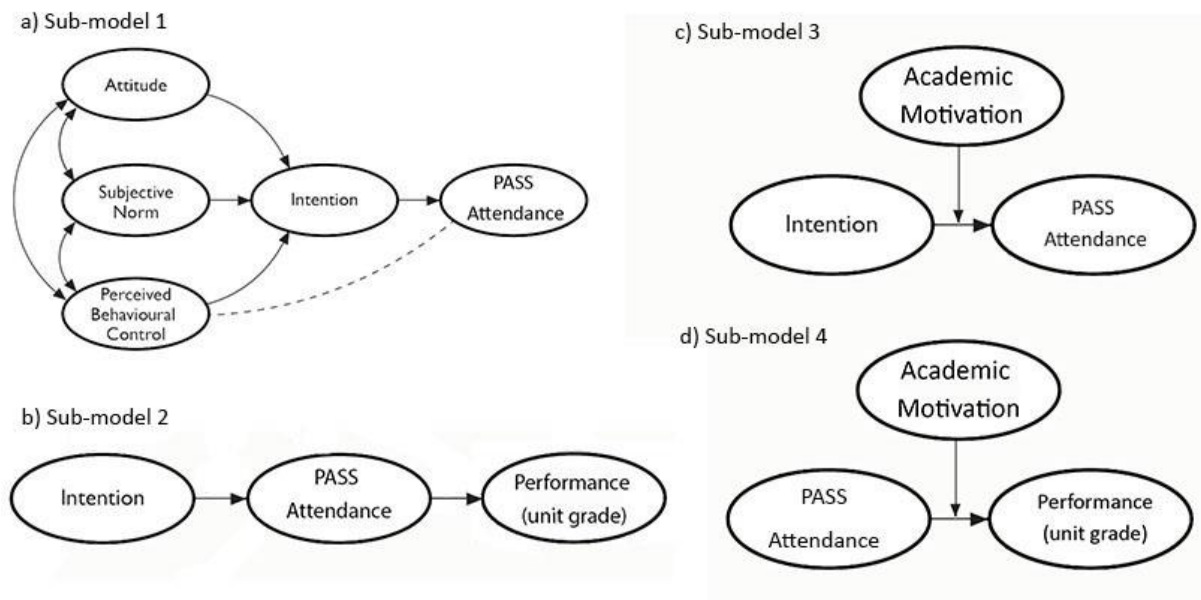 a) Sub-model 1
Attitude
Subjective
Norm
Perceived
Behavioural
Control
Intention
PASS
Attendance
b) Sub-model 2
Intention
PASS
Attendance
Performance
(unit grade)
c) Sub-model 3
Academic
Motivation
Intention
PASS
Attendance
d) Sub-model 4
Academic
Motivation
PASS
Attendance
Performance
(unit grade)